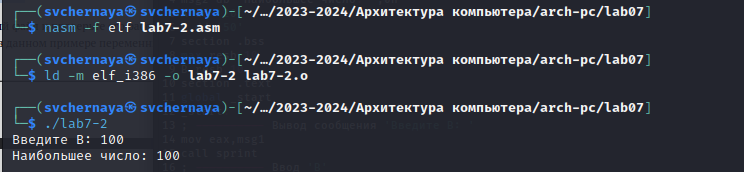 ┌──(svchernaya㉿svchernaya)-[~/…/2023-2024/Архитектура компьютера/arch-pc/lab07]
└─$ nasm -f elf lab7-2.asm
┌──(svchernaya㉿svchernaya)-[~/…/2023-2024/Архитектура компьютера/arch-pc/lab07]
└─$ ld -m elf_i386 -o lab7-2 lab7-2.o
┌──(svchernaya㉿svchernaya)-[~/…/2023-2024/Архитектура компьютера/arch-pc/lab07]
└─$ ./lab7-2
Введите B: 100
Наибольшее число: 100